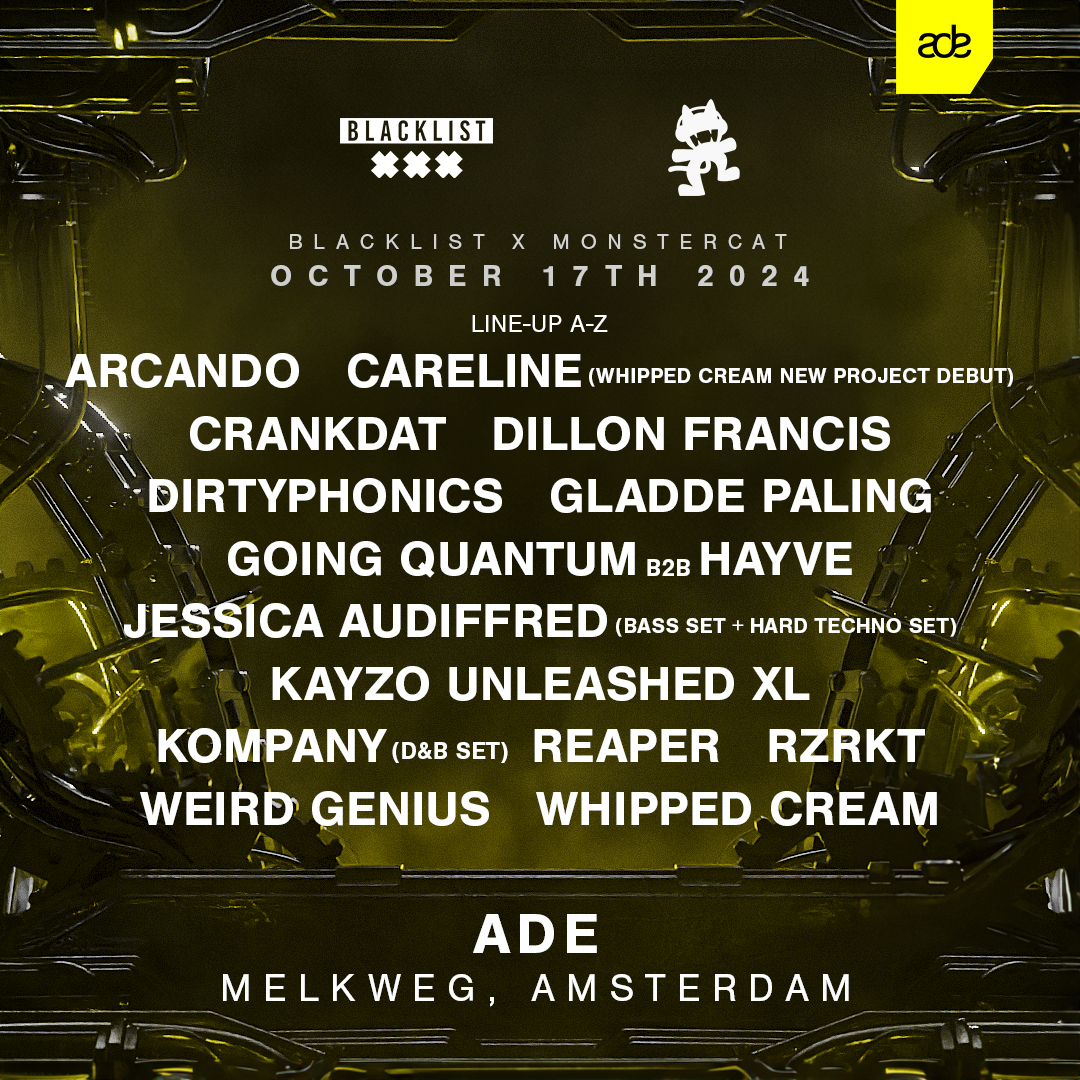 ade
BLACKLIST
XXX
BLACKLIST X MONSTERCAT
OCTOBER 17TH 2024
LINE-UP A-Z
ARCANDO CARELINE (WHIPPED CREAM NEW PROJECT DEBUT)
CRANKDAT DILLON FRANCIS
DIRTYPHONICS GLADDE PALING
GOING QUANTUM B2B HAYVE
JESSICA AUDIFFRED (BASS SET + HARD TECHNO SET)
KAYZO UNLEASHED XL
KOMPANY (D&B SET) REAPER RZRKT
WEIRD GENIUS WHIPPED CREAM
ADE
MELKWEG, AMSTERDAM